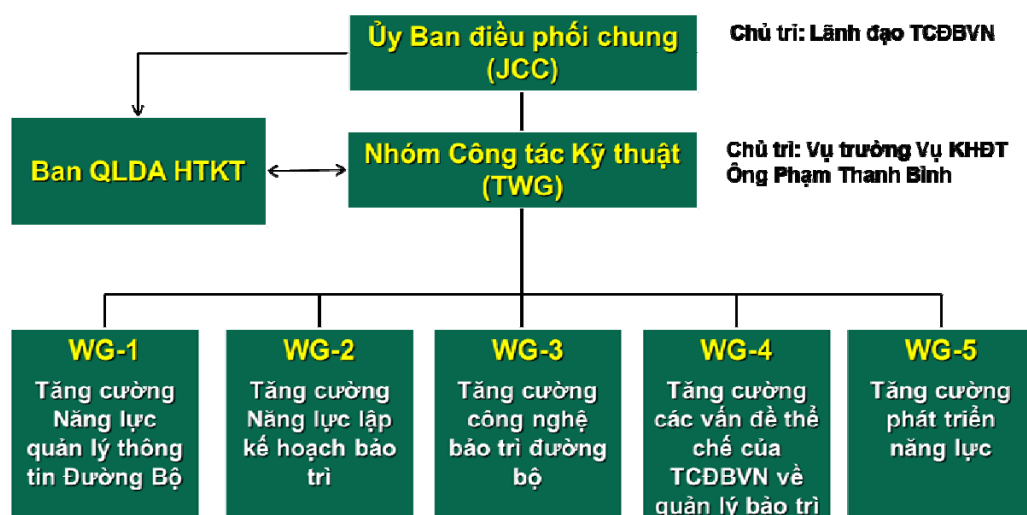 Ủy Ban điều phối chung
(JCC)
Chủ trì: Lãnh đạo TCĐBVN
Ban QLDA HTKT
Nhóm Công tác Kỹ thuật
(TWG)
Chủ trì: Vụ trưởng Vụ KHĐT
Ông Phạm Thanh Bình
WG-1
Tăng cường
Năng lực
quản lý thông
tin Đường Bộ
WG-2
Tăng cường
Năng lực lập
kế hoạch bảo
trì
WG-3
Tăng cường
công nghệ
bảo trì đường
bộ
WG-4
Tăng cường
các vấn đề thể
chế của
TCĐBVN về
quản lý bảo trì
WG-5
Tăng cường
phát triển
năng lực